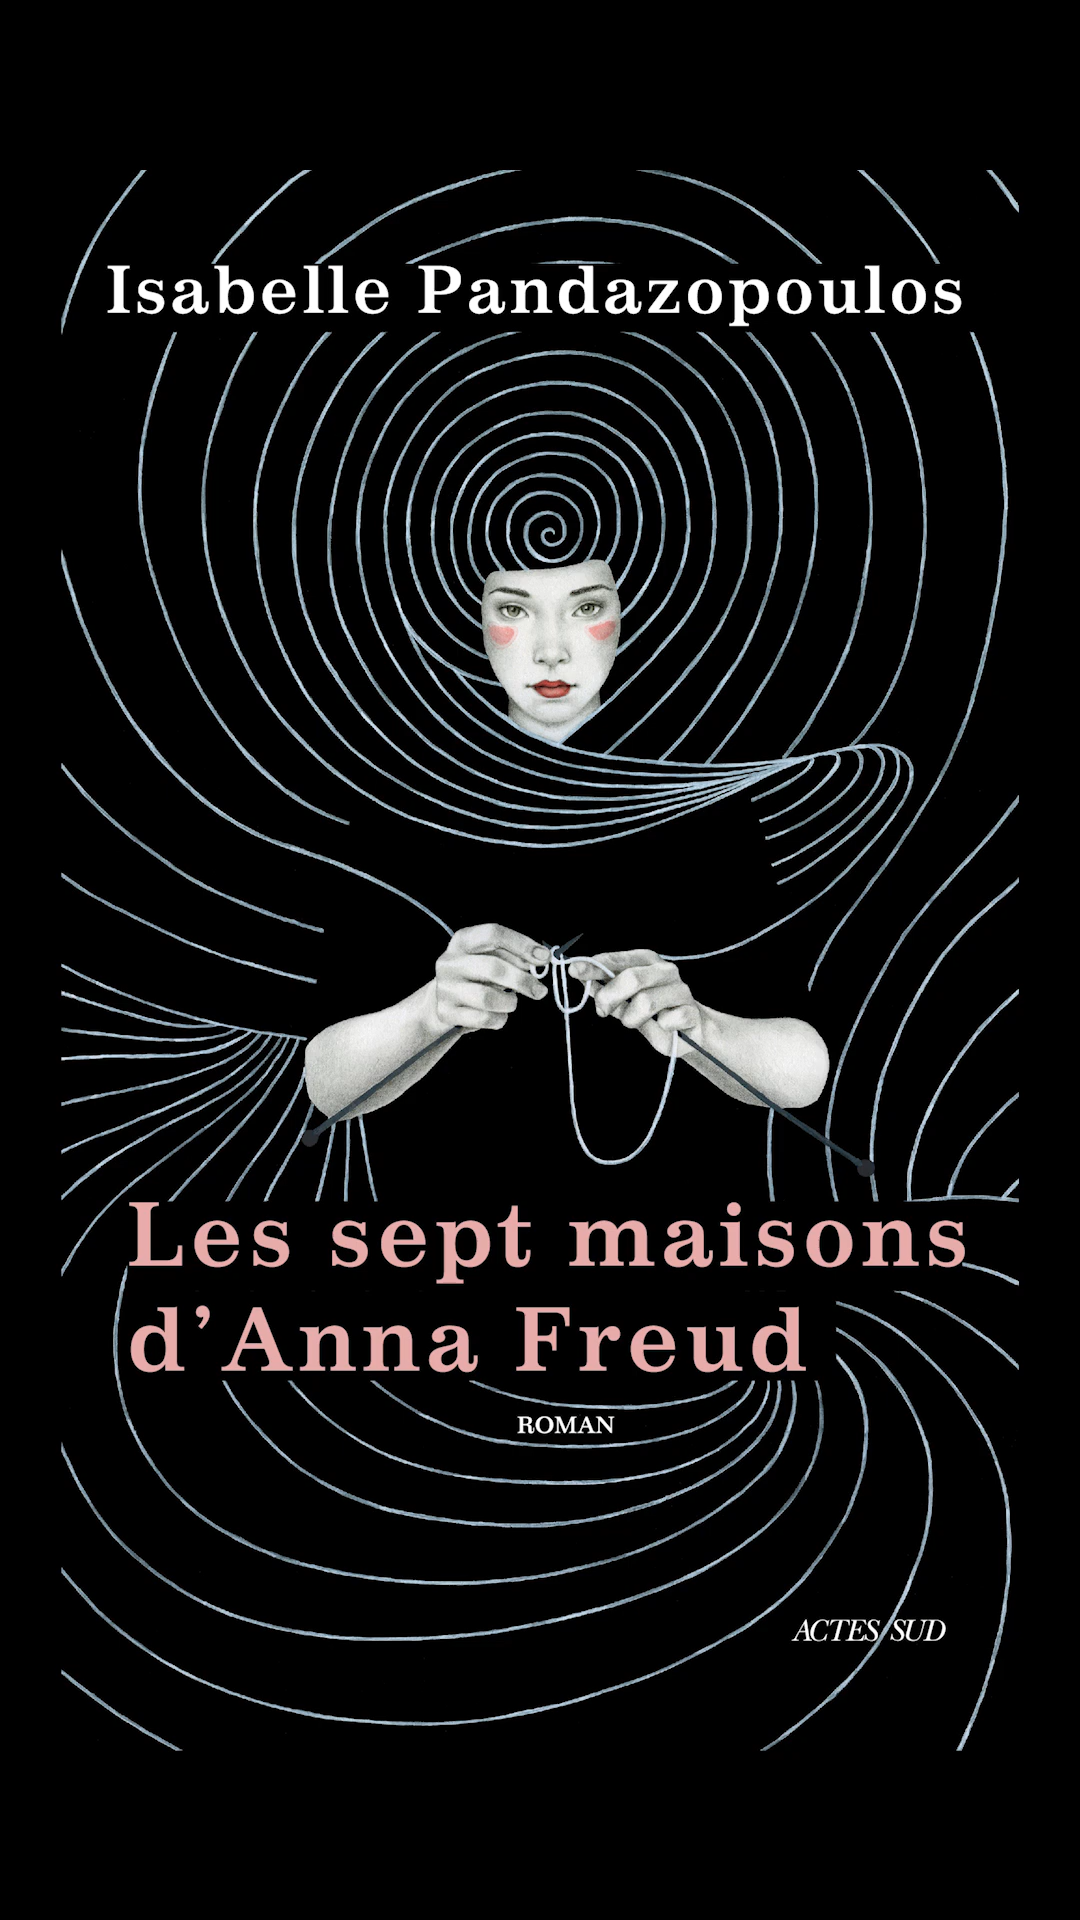 Isabelle Pandazopoulos
Les sept maisons
d’Anna Freud
ROMAN
ACTES SUD